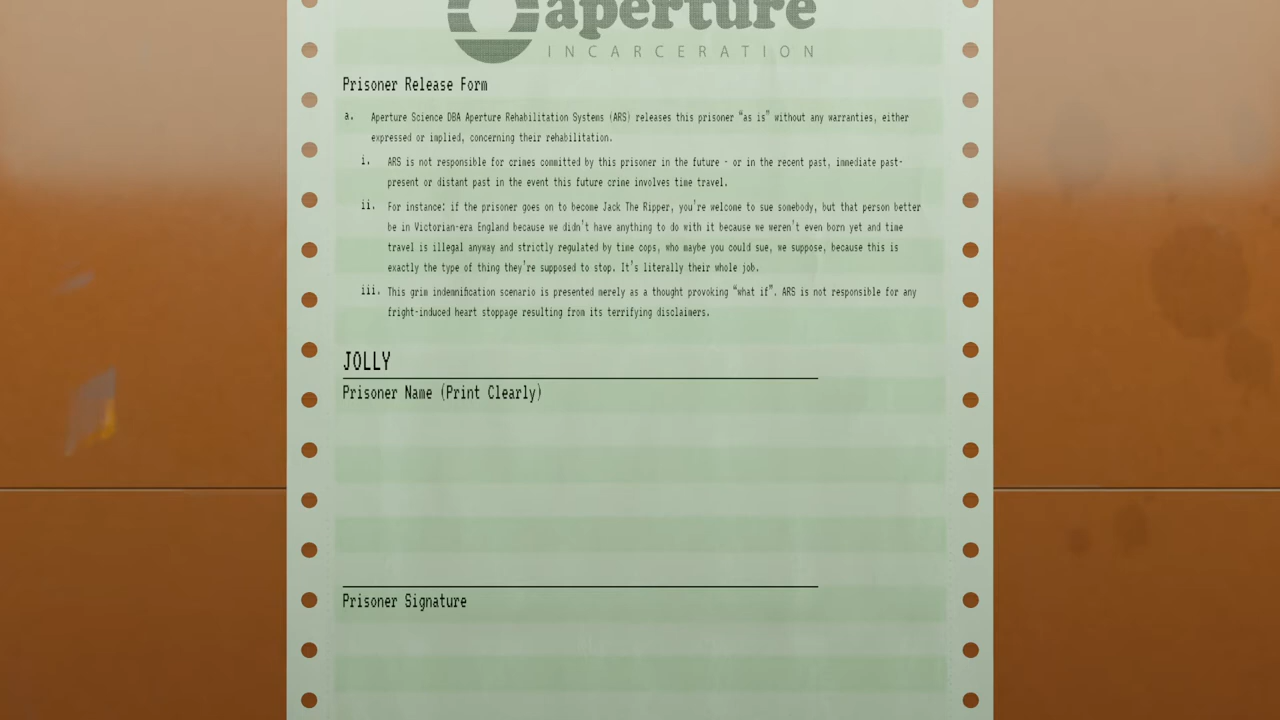 aperture
INCARCERATION
Prisoner Release Form
a. Aperture Science DBA Aperture Rehabilitation Systems (ARS) releases this prisoner “as is” without any warranties, either
expressed or implied, concerning their rehabilitation.
i. ARS is not responsible for crimes committed by this prisoner in the future - or in the recent past, immediate past-
present or distant past in the event this future crime involves time travel.
ii. For instance: if the prisoner goes on to become Jack The Ripper, you're welcome to sue somebody, but that person better
be in Victorian-era England because we didn't have anything to do with it because we weren't even born yet and time
travel is illegal anyway and strictly regulated by time cops, who maybe you could sue, we suppose, because this is
exactly the type of thing they're supposed to stop. It's literally their whole job.
iii. This grim indemnification scenario is presented merely as a thought provoking “what if”. ARS is not responsible for any
fright-induced heart stoppage resulting from its terrifying disclaimers.
JOLLY
Prisoner Name (Print Clearly)
Prisoner Signature